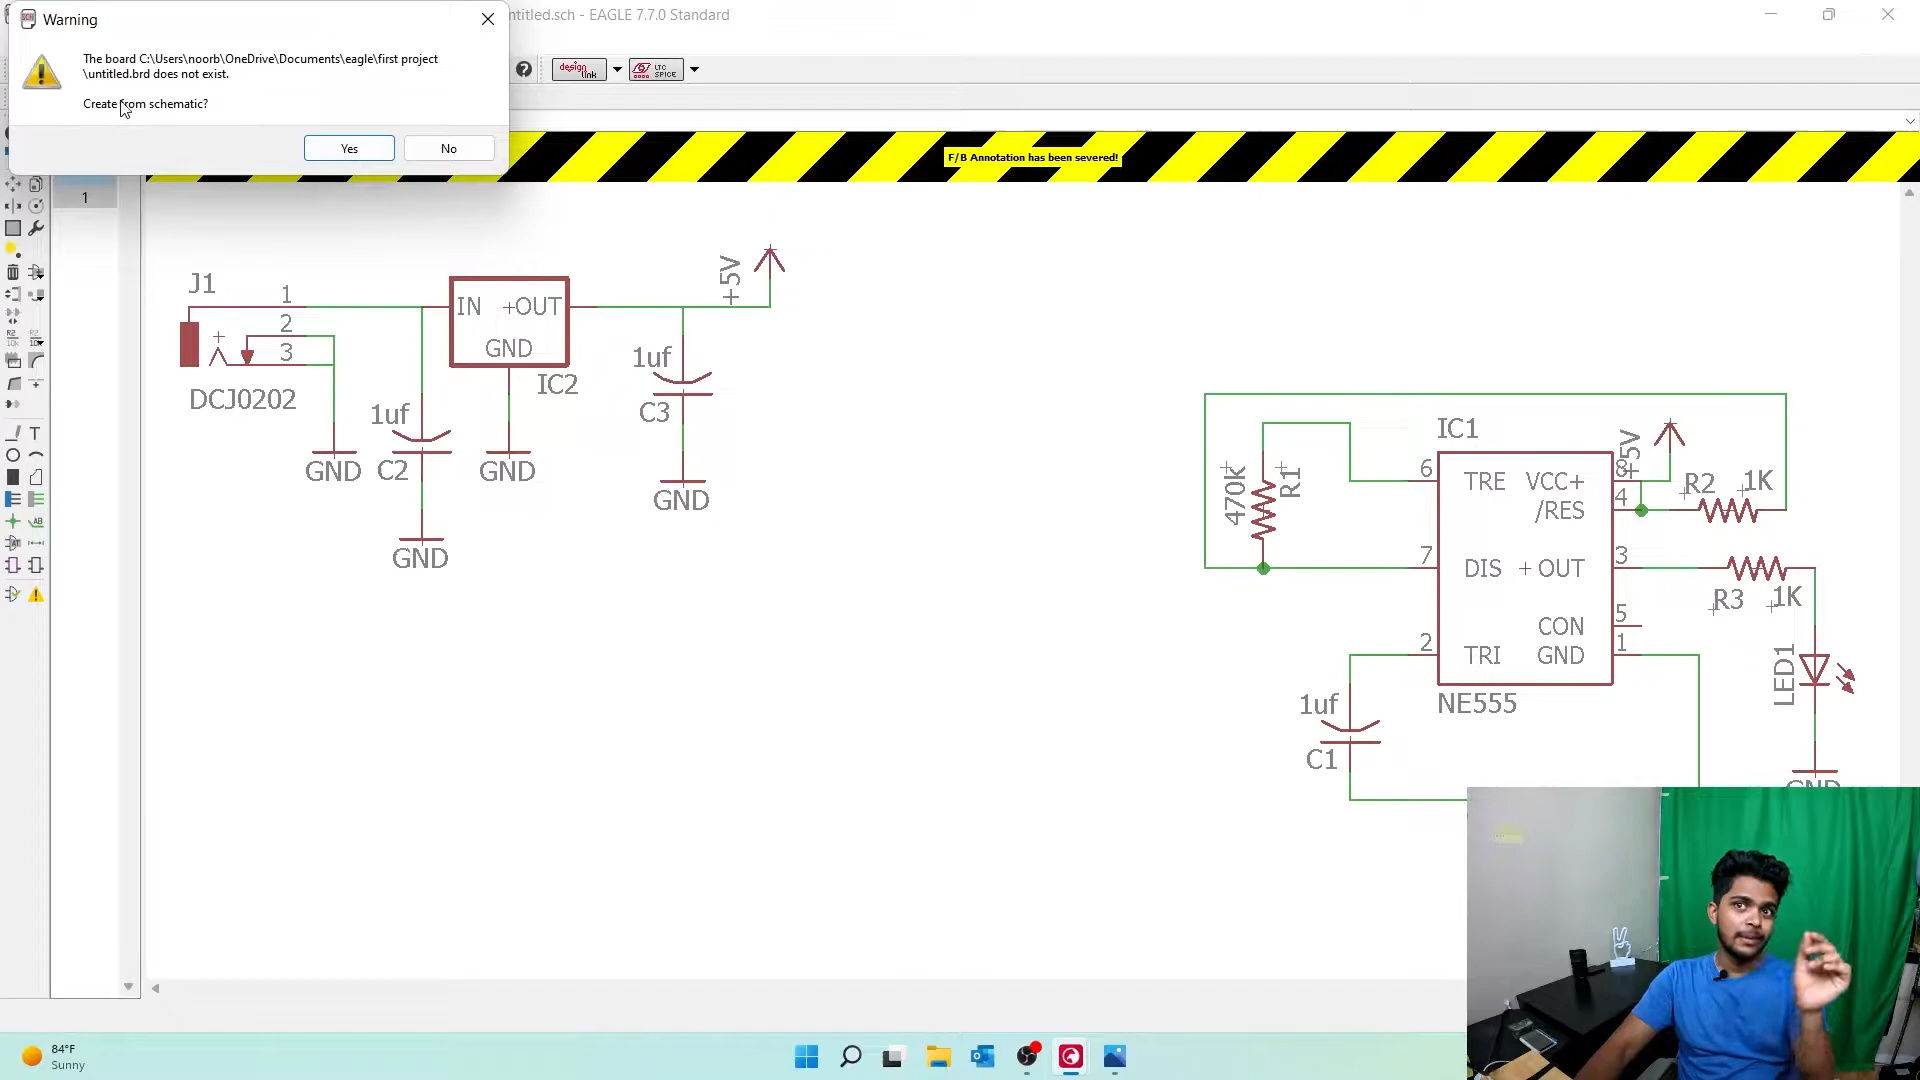 Warning
ntitled.sch - EAGLE 7.7.0 Standard
The board C:\Users\noorb\OneDrive\Documents\eagle\first project
\untitled.brd does not exist.
Create from schematic?
Yes
No
design
link
LTC
SPICE
F/B Annotation has been severed!
1
J1
1
2
3
DCJ0202
IN +OUT
GND
IC2
+5V
1uf
C2
1uf
C3
GND
GND
GND
GND
IC1
+5V
6
TRE
VCC+
8
/RES
4
R2
1K
470K
R1
7
DIS
+ OUT
3
R3
1K
CON
5
2
TRI
GND
1
NE555
LED1
1uf
C1
GND
84°F
Sunny